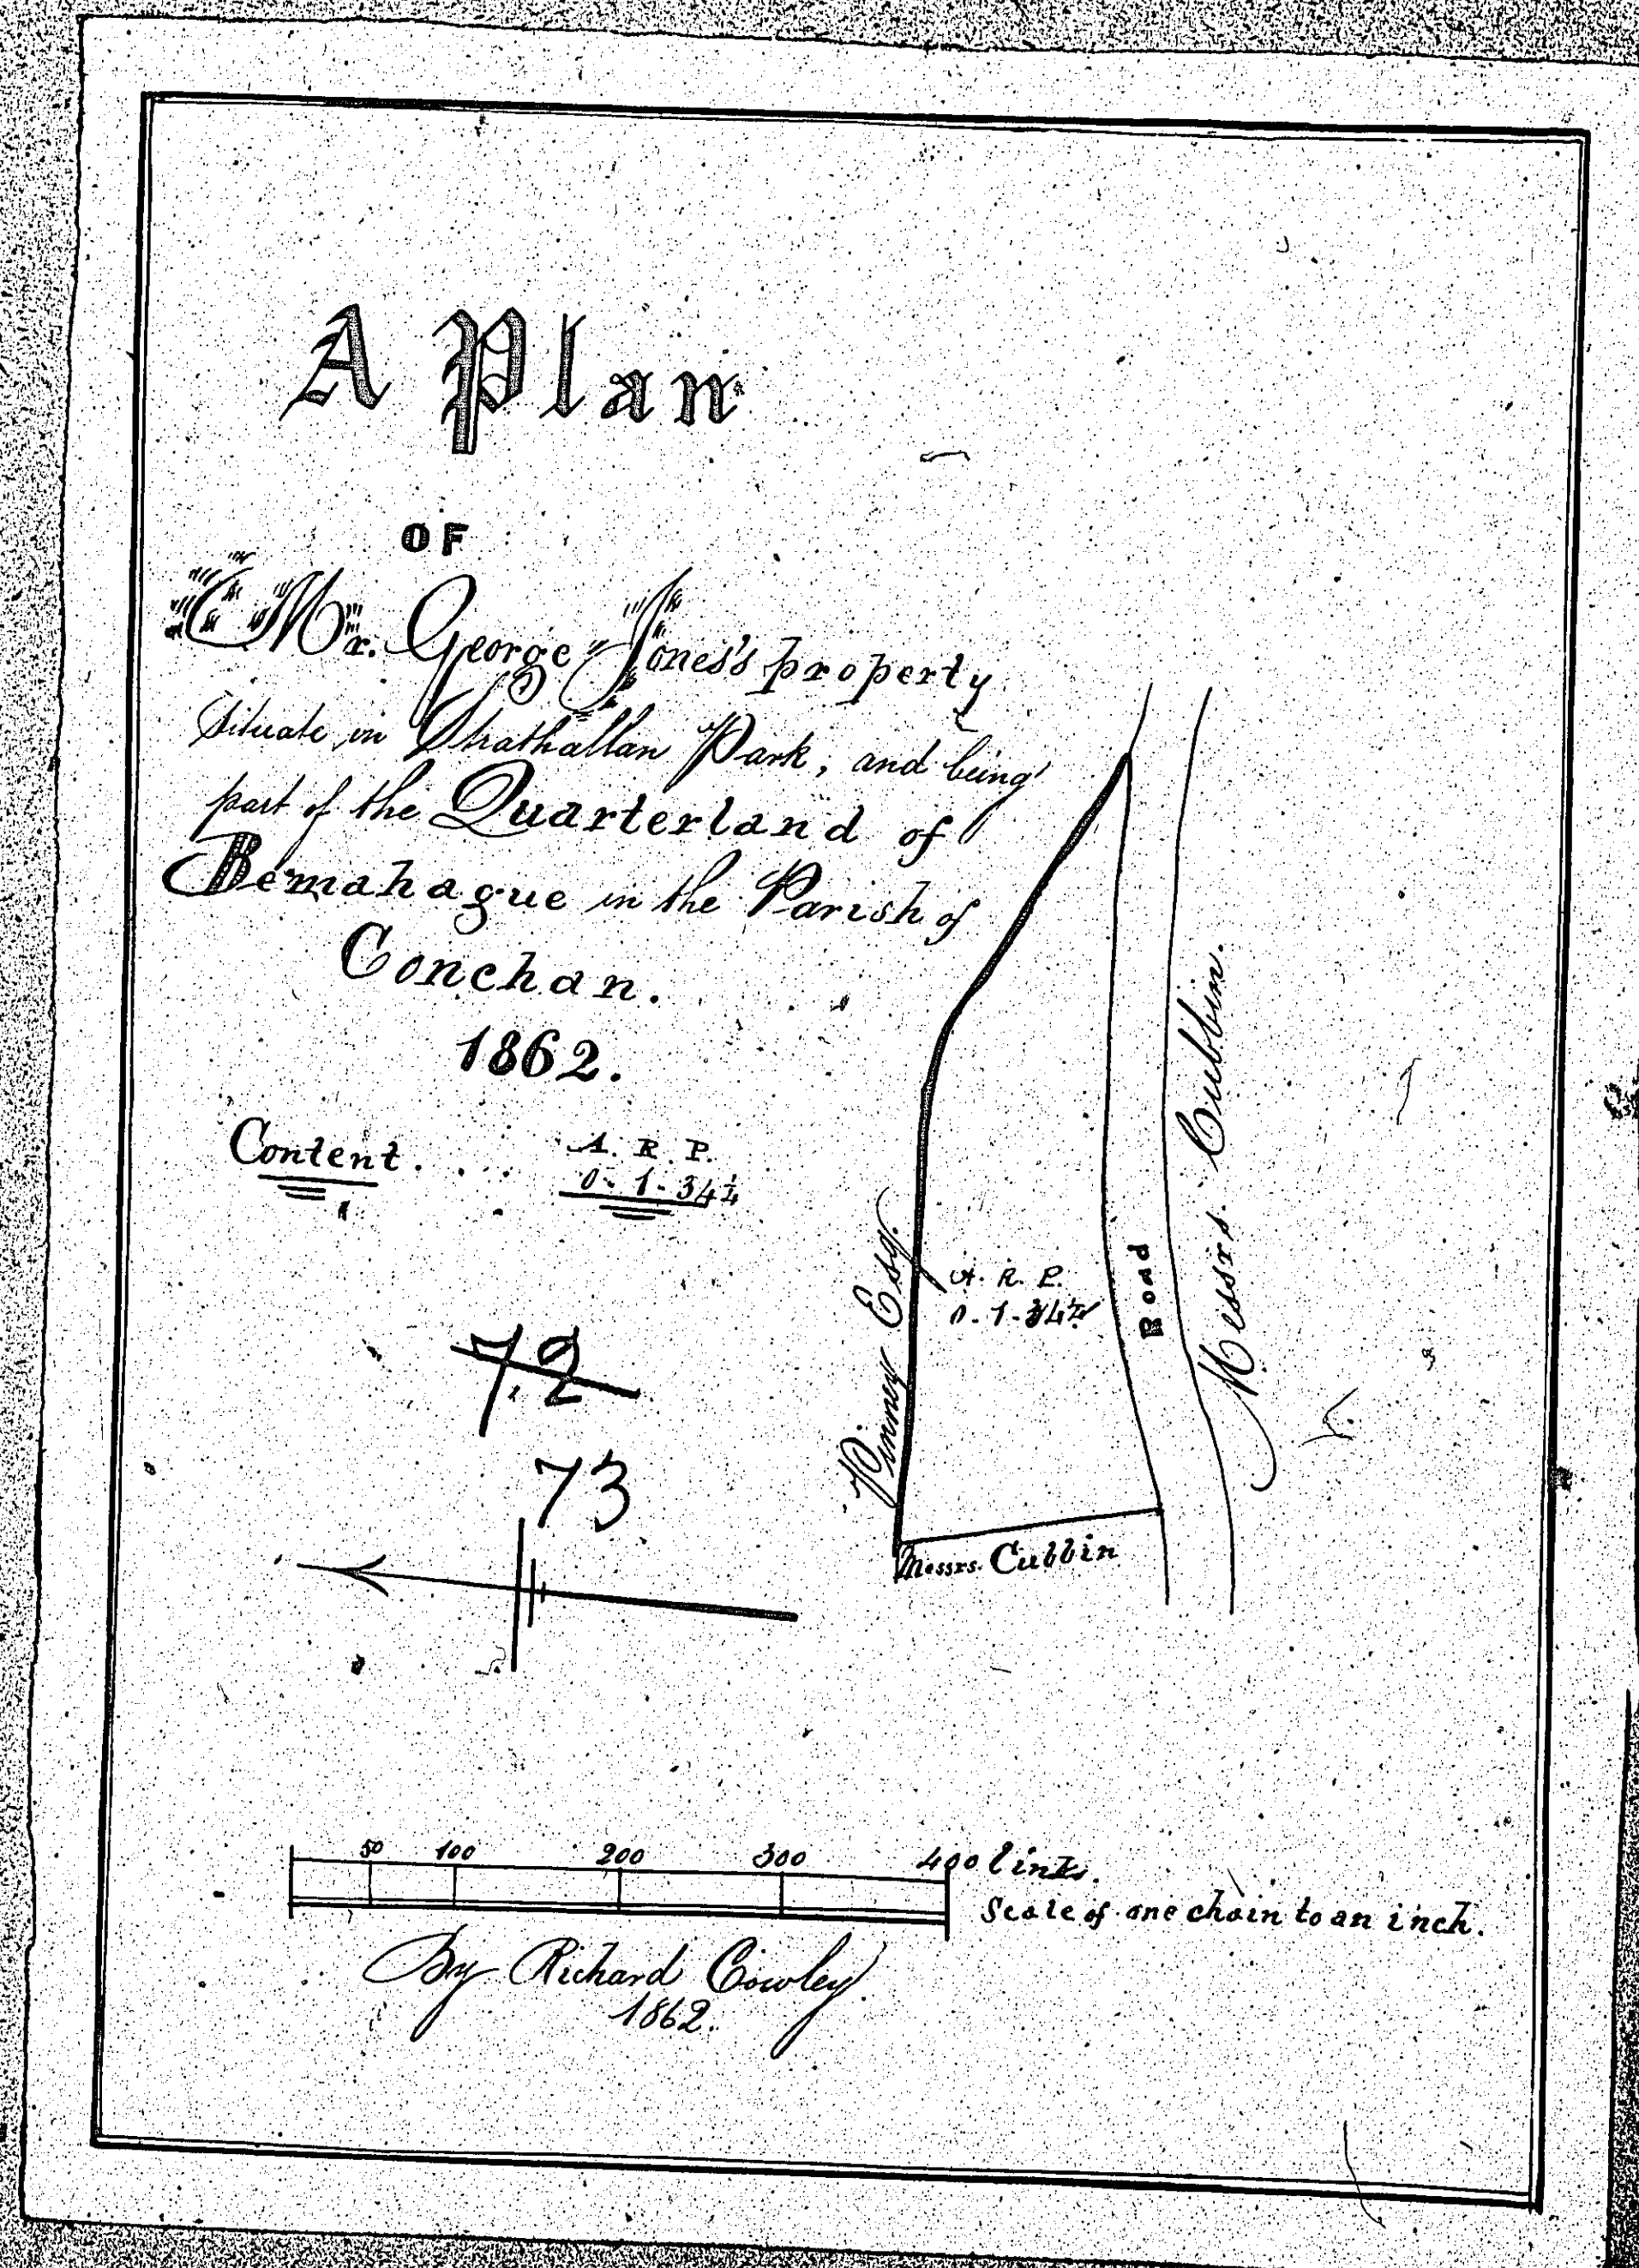 A Plan
OF
Mr. George Jones's property
Situate in Strathallan Park, and being
part of the Quarterland of
Bemahague in the Parish of
Conchan.
1862.
Content. . . . A. R. P.
0 - 1 - 34¼
72
73
Pinney Esq.
A. R. P.
0 - 1 - 34¼
Road
Messrs. Cubbin.
Messrs. Cubbin
50 100 200 300 400 links.
Scale of one chain to an inch.
By Richard Cowley.
1862.